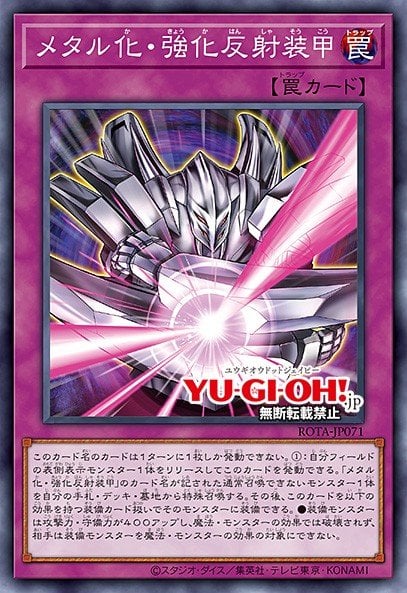 メタル化・強化反射装甲 罠
【罠カード】
ユウギオウドットジェイピー
YU-GI-OH!.jp
無断転載禁止
ROTA-JP071
このカード名のカードは1ターンに1枚しか発動できない。①:自分フィールド
の表側表示モンスター1体をリリースしてこのカードを発動できる。「メタル
化・強化反射装甲」のカード名が記された通常召喚できないモンスター1体
を自分の手札・デッキ・墓地から特殊召喚する。その後、このカードを以下の
効果を持つ装備カード扱いでそのモンスターに装備できる。●装備モンスター
は攻撃力・守備力が400アップし、魔法・モンスターの効果では破壊されず、
相手は装備モンスターを魔法・モンスターの効果の対象にできない。
©スタジオ・ダイス／集英社・テレビ東京・KONAMI